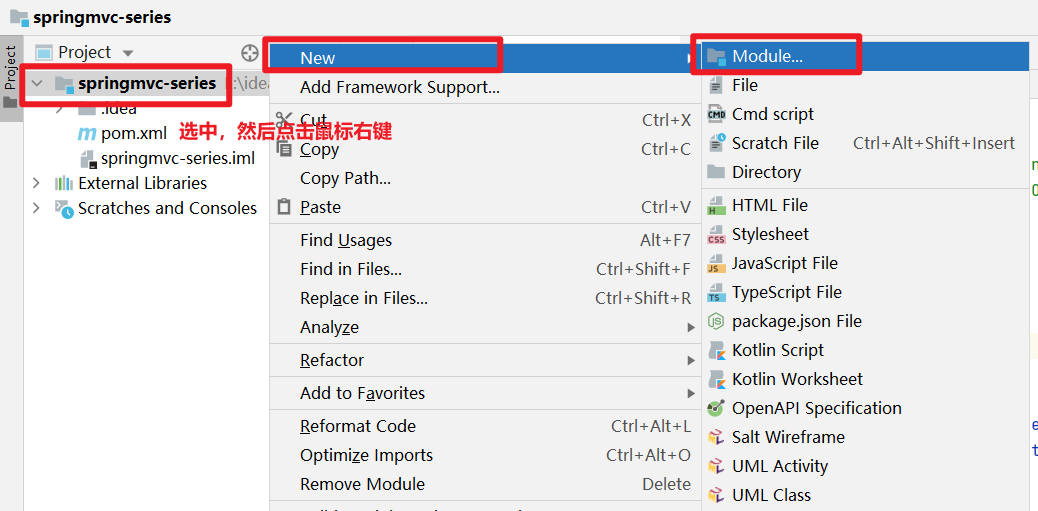 springmvc-series
Project
Project
springmvc-series
.idea
pom.xml
springmvc-series.iml
External Libraries
Scratches and Consoles
选中，然后点击鼠标右键
New
Add Framework Support...
Cut Ctrl+X
Copy Ctrl+C
Copy Path...
Paste Ctrl+V
Find Usages Alt+F7
Find in Files... Ctrl+Shift+F
Replace in Files... Ctrl+Shift+R
Analyze
Refactor
Add to Favorites
Reformat Code Ctrl+Alt+L
Optimize Imports Ctrl+Alt+O
Remove Module Delete
Module...
File
Cmd script
Scratch File Ctrl+Alt+Shift+Insert
Directory
HTML File
Stylesheet
JavaScript File
TypeScript File
package.json File
Kotlin Script
Kotlin Worksheet
OpenAPI Specification
Salt Wireframe
UML Activity
UML Class